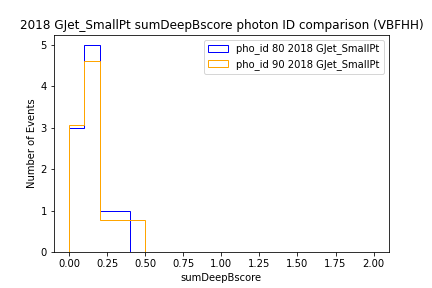 2018 GJet_SmallPt sumDeepBscore photon ID comparison (VBFHH)
pho_id 80 2018 GJet_SmallPt
pho_id 90 2018 GJet_SmallPt
Number of Events
5
4
3
2
1
0
0.00 0.25 0.50 0.75 1.00 1.25 1.50 1.75 2.00
sumDeepBscore